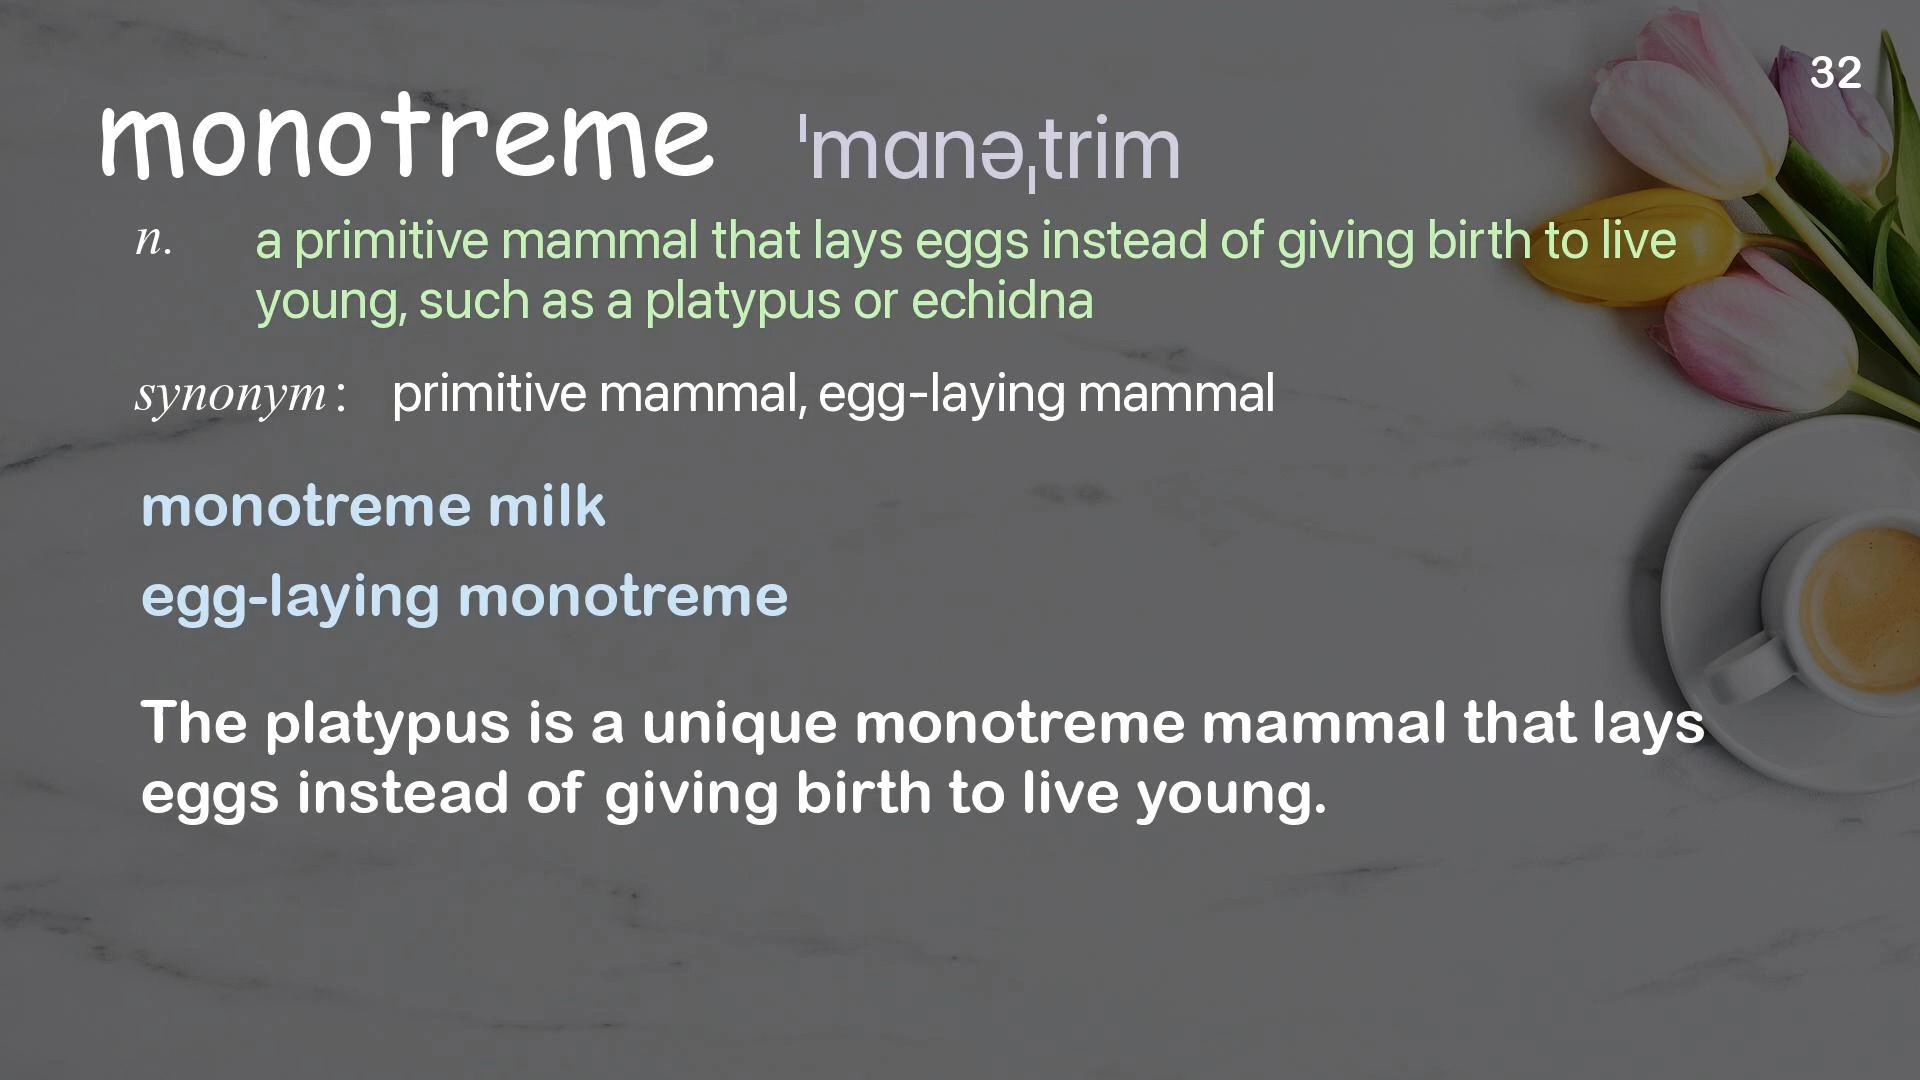 32
monotreme ˈmɑnəˌtrim
n. a primitive mammal that lays eggs instead of giving birth to live
young, such as a platypus or echidna
synonym: primitive mammal, egg-laying mammal
monotreme milk
egg-laying monotreme
The platypus is a unique monotreme mammal that lays
eggs instead of giving birth to live young.